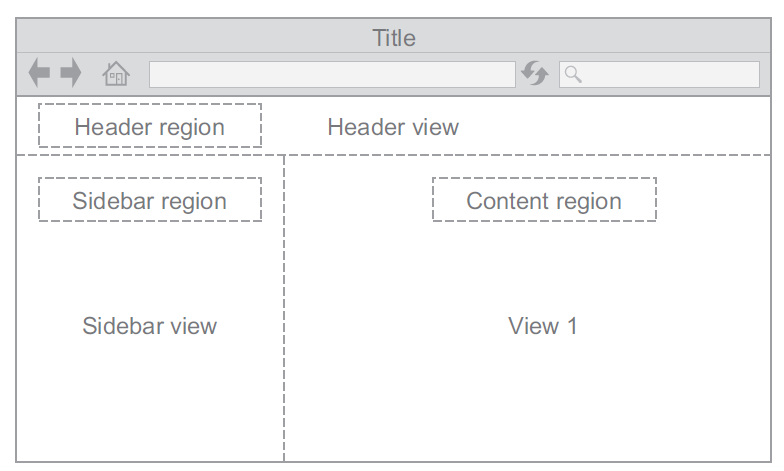 Title
Header region
Header view
Sidebar region
Content region
Sidebar view
View 1